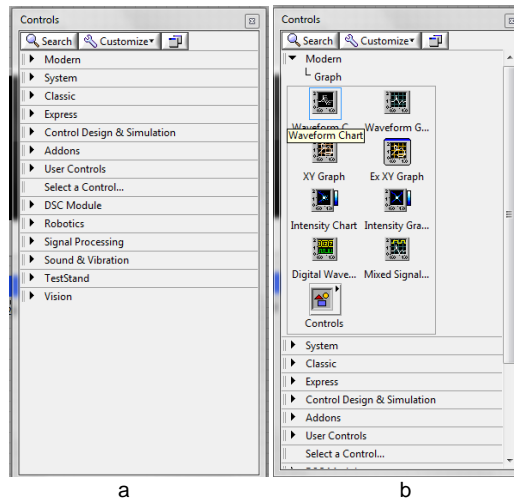 Controls
Search Customize
Modern
System
Classic
Express
Control Design & Simulation
Addons
User Controls
Select a Control...
DSC Module
Robotics
Signal Processing
Sound & Vibration
TestStand
Vision
a
Controls
Search Customize
Modern
Graph
Waveform C... Waveform G...
Waveform Chart
XY Graph Ex XY Graph
Intensity Chart Intensity Gra...
Digital Wave... Mixed Signal...
Controls
System
Classic
Express
Control Design & Simulation
Addons
User Controls
Select a Control...
b